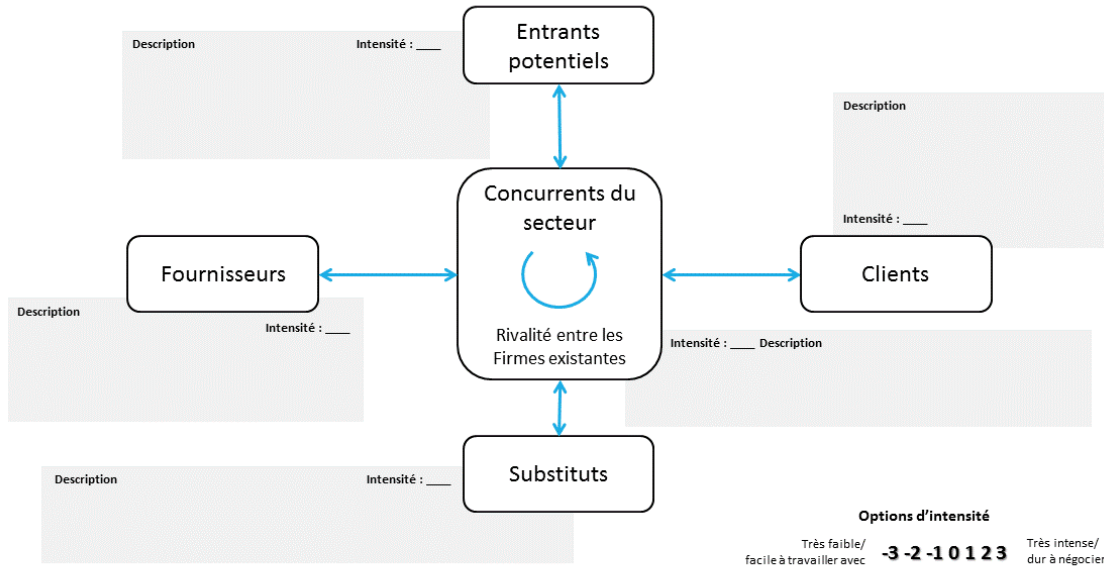 Entrants
potentiels
Description
Intensité : ____
Description
Intensité : ____
Concurrents du
secteur
Rivalité entre les
Firmes existantes
Fournisseurs
Clients
Description
Intensité : ____
Intensité : ____ Description
Substituts
Description
Intensité : ____
Options d’intensité
Très faible/
facile à travailler avec
-3 -2 -1 0 1 2 3
Très intense/
dur à négocier